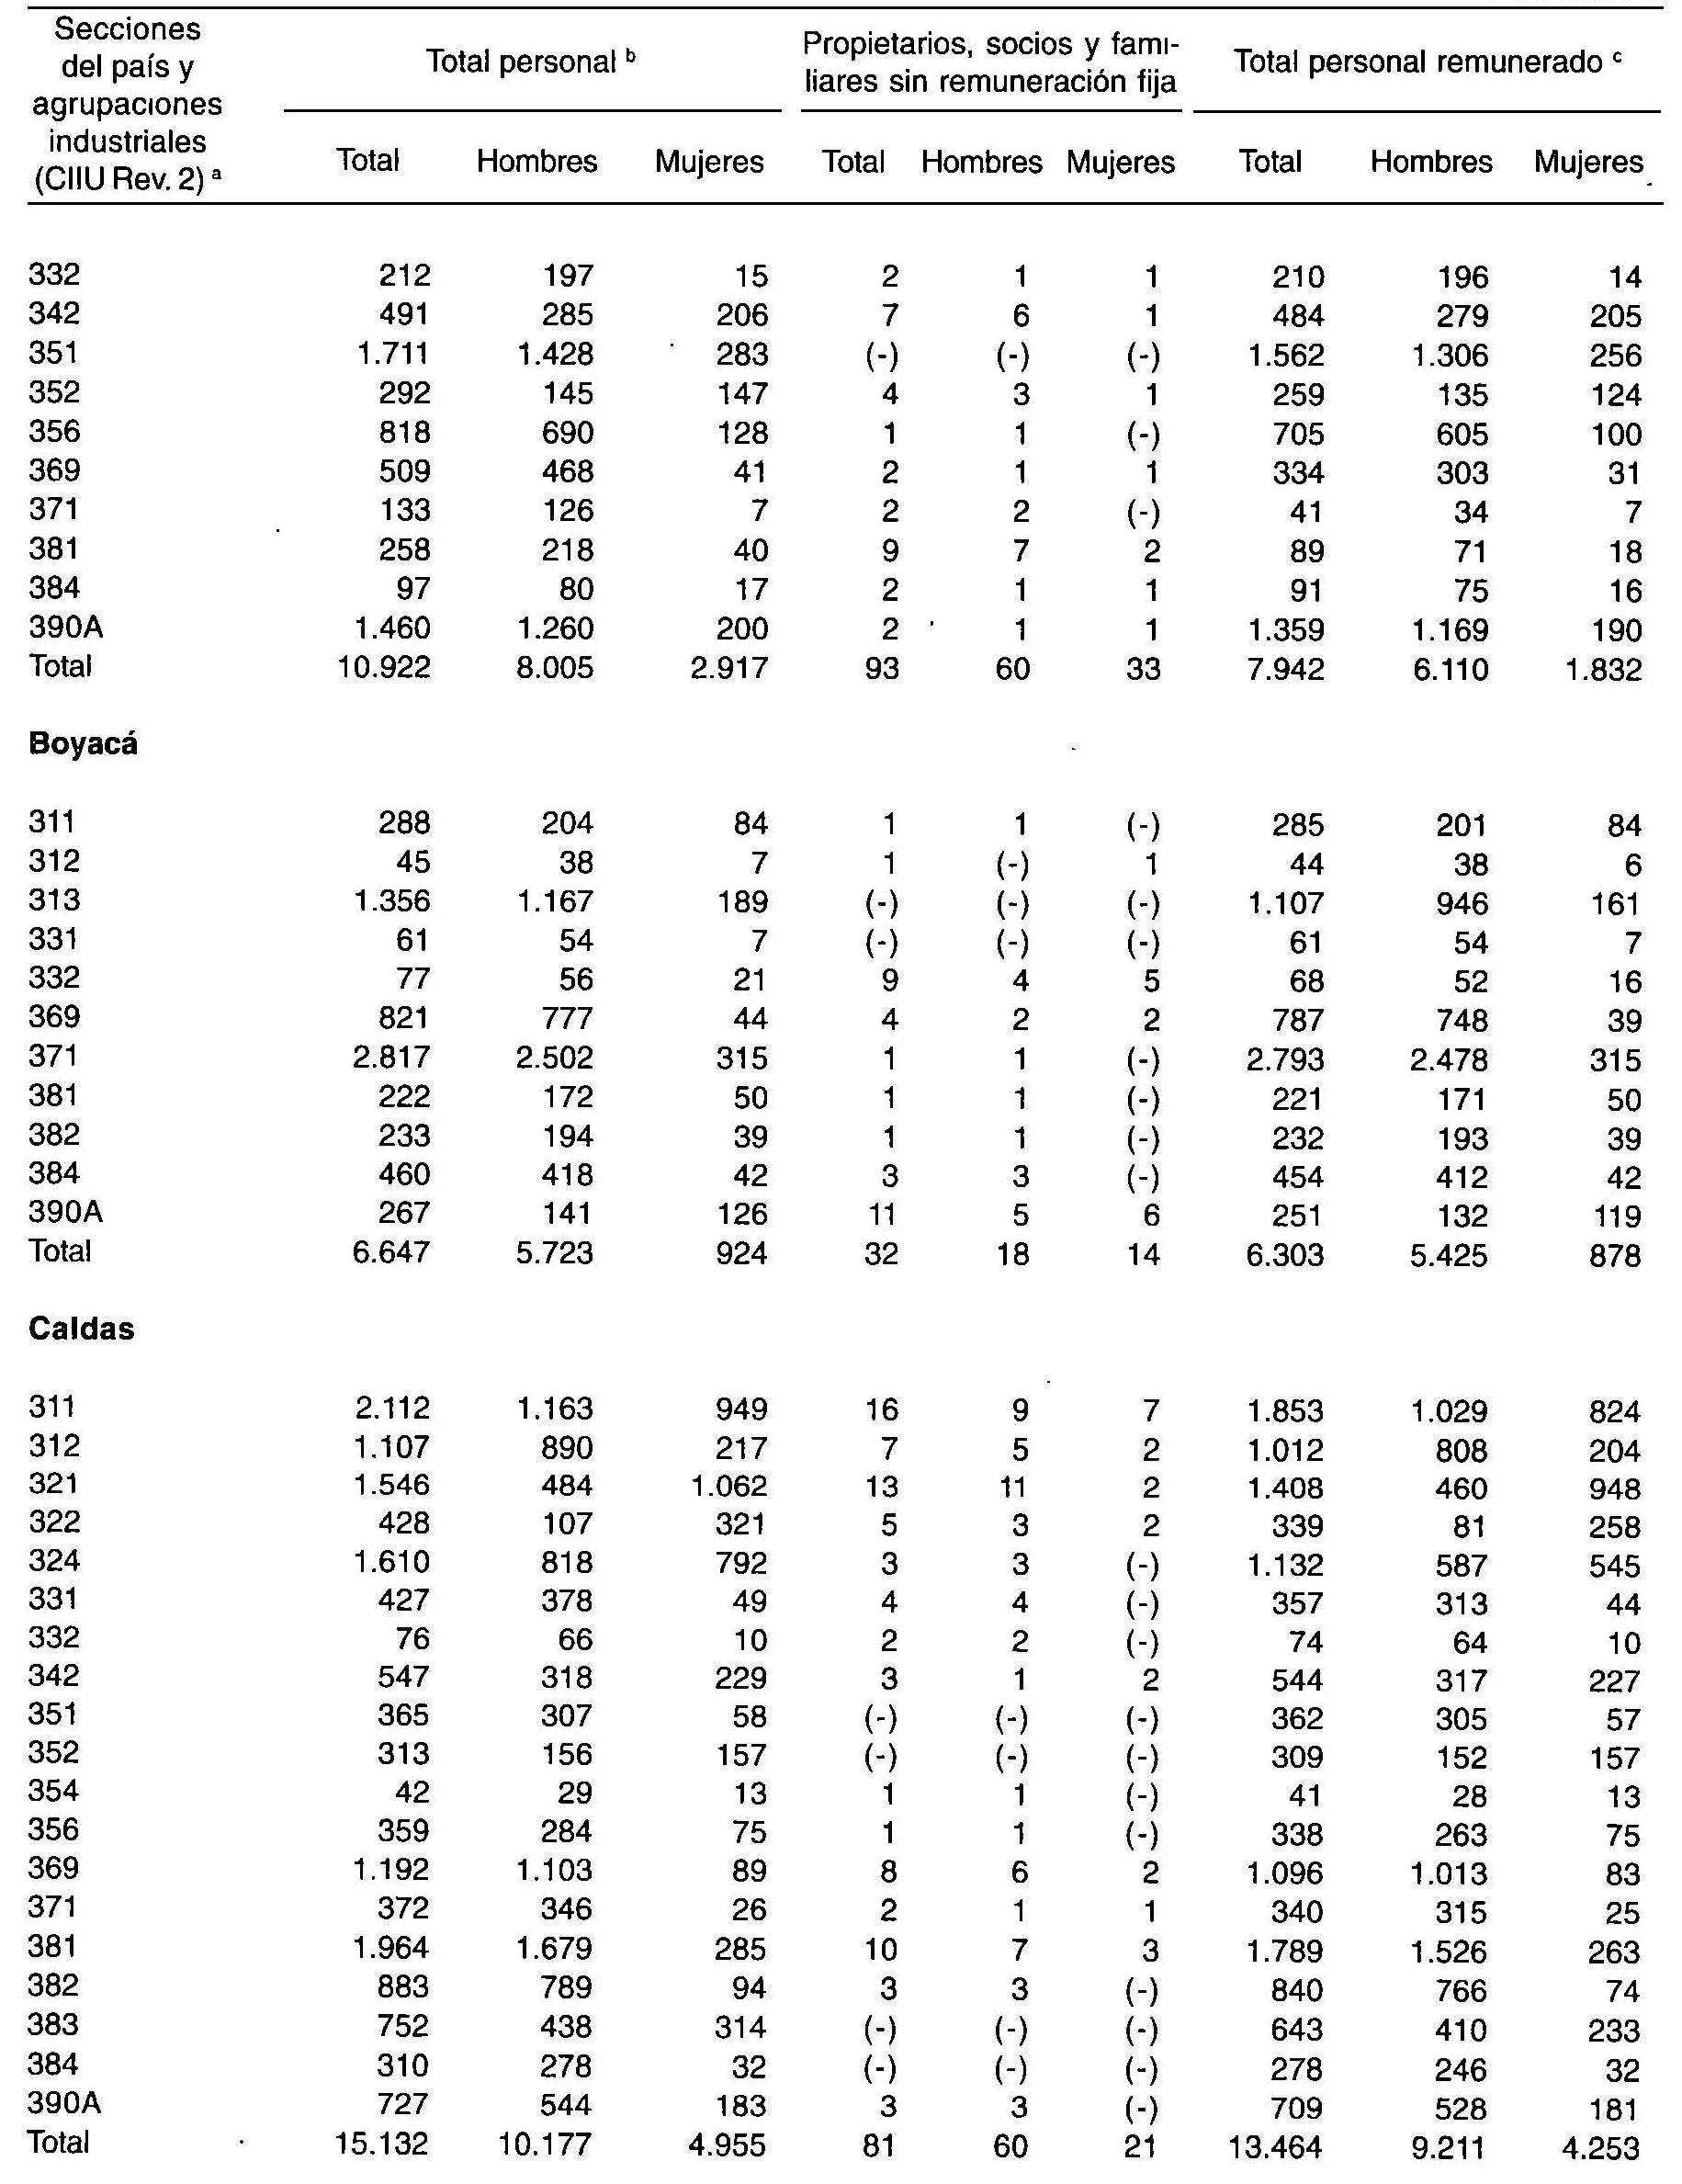 Secciones del país y agrupaciones industriales (CIIU Rev. 2) a Total personal b Propietarios, socios y fami- liares sin remuneración fija Total personal remunerado c
Total Hombres Mujeres Total Hombres Mujeres Total Hombres Mujeres
332 212 197 15 2 1 1 210 196 14
342 491 285 206 7 6 1 484 279 205
351 1.711 1.428 283 (-) (-) (-) 1.562 1.306 256
352 292 145 147 4 3 1 259 135 124
356 818 690 128 1 1 (-) 705 605 100
369 509 468 41 2 1 1 334 303 31
371 133 126 7 2 2 (-) 41 34 7
381 258 218 40 9 7 2 89 71 18
384 97 80 17 2 1 1 91 75 16
390A 1.460 1.260 200 2 1 1 1.359 1.169 190
Total 10.922 8.005 2.917 93 60 33 7.942 6.110 1.832
Boyacá
311 288 204 84 1 1 (-) 285 201 84
312 45 38 7 1 (-) 1 44 38 6
313 1.356 1.167 189 (-) (-) (-) 1.107 946 161
331 61 54 7 (-) (-) (-) 61 54 7
332 77 56 21 9 4 5 68 52 16
369 821 777 44 4 2 2 787 748 39
371 2.817 2.502 315 1 1 (-) 2.793 2.478 315
381 222 172 50 1 1 (-) 221 171 50
382 233 194 39 1 1 (-) 232 193 39
384 460 418 42 3 3 (-) 454 412 42
390A 267 141 126 11 5 6 251 132 119
Total 6.647 5.723 924 32 18 14 6.303 5.425 878
Caldas
311 2.112 1.163 949 16 9 7 1.853 1.029 824
312 1.107 890 217 7 5 2 1.012 808 204
321 1.546 484 1.062 13 11 2 1.408 460 948
322 428 107 321 5 3 2 339 81 258
324 1.610 818 792 3 3 (-) 1.132 587 545
331 427 378 49 4 4 (-) 357 313 44
332 76 66 10 2 2 (-) 74 64 10
342 547 318 229 3 1 2 544 317 227
351 365 307 58 (-) (-) (-) 362 305 57
352 313 156 157 (-) (-) (-) 309 152 157
354 42 29 13 1 1 (-) 41 28 13
356 359 284 75 1 1 (-) 338 263 75
369 1.192 1.103 89 8 6 2 1.096 1.013 83
371 372 346 26 2 1 1 340 315 25
381 1.964 1.679 285 10 7 3 1.789 1.526 263
382 883 789 94 3 3 (-) 840 766 74
383 752 438 314 (-) (-) (-) 643 410 233
384 310 278 32 (-) (-) (-) 278 246 32
390A 727 544 183 3 3 (-) 709 528 181
Total 15.132 10.177 4.955 81 60 21 13.464 9.211 4.253